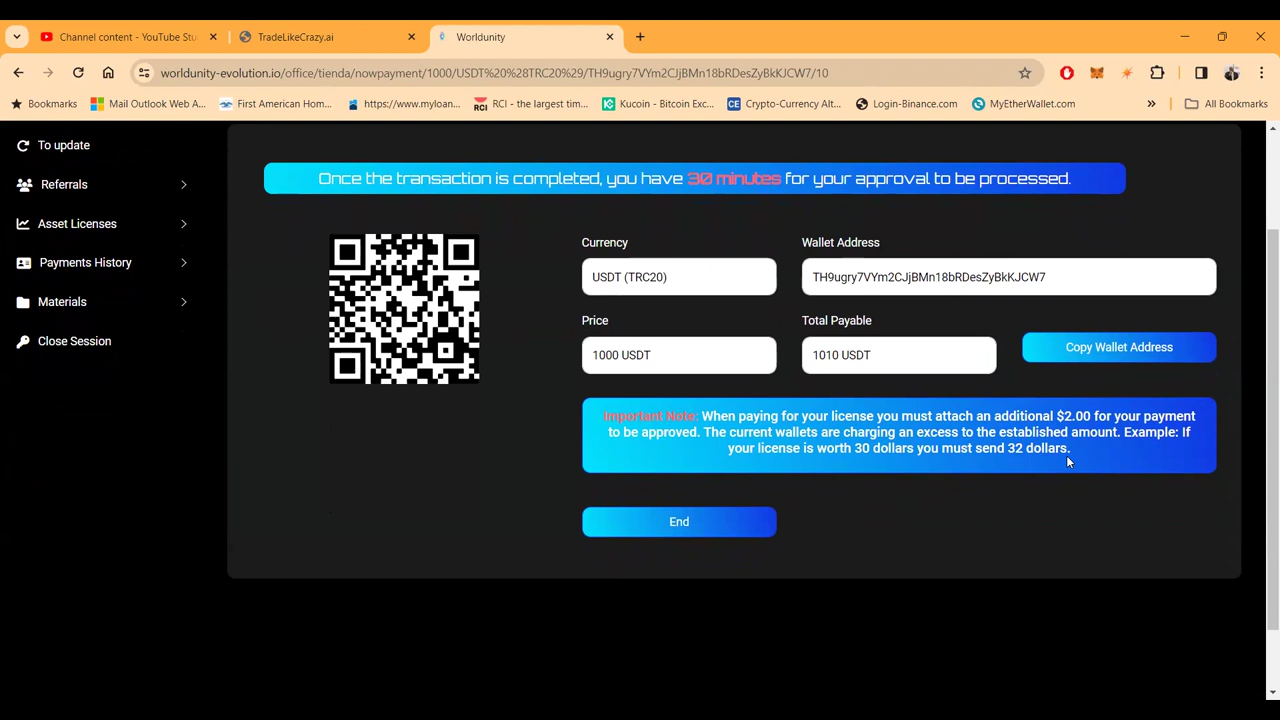 Channel content - YouTube Stu
TradeLikeCrazy.ai
Worldunity
worldunity-evolution.io/office/tienda/nowpayment/1000/USDT%20%28TRC20%29/TH9ugry7VYm2CJjBMn18bRDesZyBkKJCW7/10
Bookmarks
Mail Outlook Web A...
First American Hom...
https://www.myloan...
RCI
RCI - the largest tim...
Kucoin - Bitcoin Exc...
CE
Crypto-Currency Alt...
Login-Binance.com
MyEtherWallet.com
All Bookmarks
To update
Referrals
Asset Licenses
Payments History
Materials
Close Session
Once the transaction is completed, you have 30 minutes for your approval to be processed.
Currency
Wallet Address
USDT (TRC20)
TH9ugry7VYm2CJjBMn18bRDesZyBkKJCW7
Price
Total Payable
1000 USDT
1010 USDT
Copy Wallet Address
Important Note: When paying for your license you must attach an additional $2.00 for your payment
to be approved. The current wallets are charging an excess to the established amount. Example: If
your license is worth 30 dollars you must send 32 dollars.
End